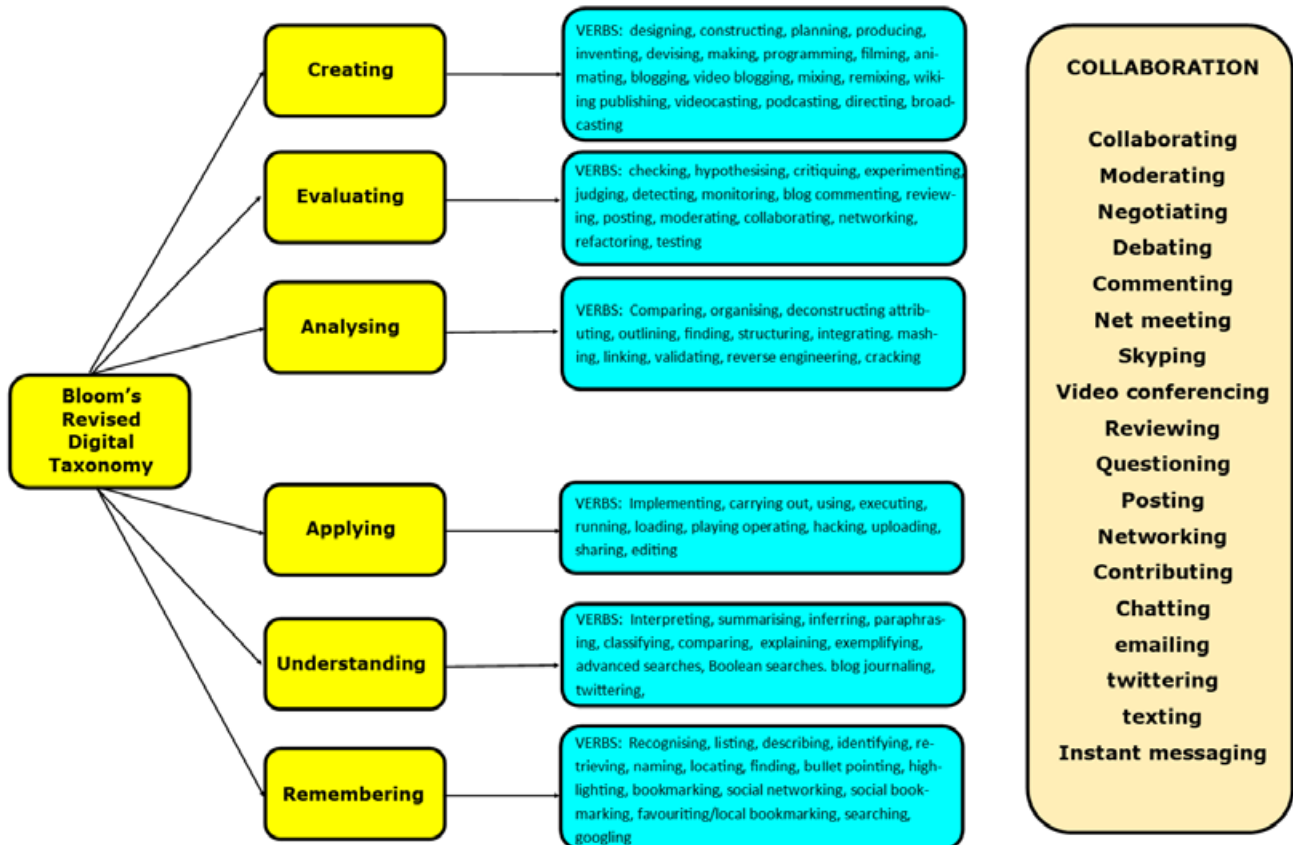 Bloom's
Revised
Digital
Taxonomy
Creating
VERBS: designing, constructing, planning, producing,
inventing, devising, making, programming, filming, ani-
mating, blogging, video blogging, mixing, remixing, wiki-
ing publishing, videocasting, podcasting, directing, broad-
casting
Evaluating
VERBS: checking, hypothesising, critiquing, experimenting,
judging, detecting, monitoring, blog commenting, review-
ing, posting, moderating, collaborating, networking,
refactoring, testing
Analysing
VERBS: Comparing, organising, deconstructing attrib-
uting, outlining, finding, structuring, integrating. mash-
ing, linking, validating, reverse engineering, cracking
Applying
VERBS: Implementing, carrying out, using, executing,
running, loading, playing operating, hacking, uploading,
sharing, editing
Understanding
VERBS: Interpreting, summarising, inferring, paraphras-
ing, classifying, comparing, explaining, exemplifying,
advanced searches, Boolean searches. blog journaling,
twittering,
Remembering
VERBS: Recognising, listing, describing, identifying, re-
trieving, naming, locating, finding, bullet pointing, high-
lighting, bookmarking, social networking, social book-
marking, favouriting/local bookmarking, searching,
googling
COLLABORATION
Collaborating
Moderating
Negotiating
Debating
Commenting
Net meeting
Skyping
Video conferencing
Reviewing
Questioning
Posting
Networking
Contributing
Chatting
emailing
twittering
texting
Instant messaging